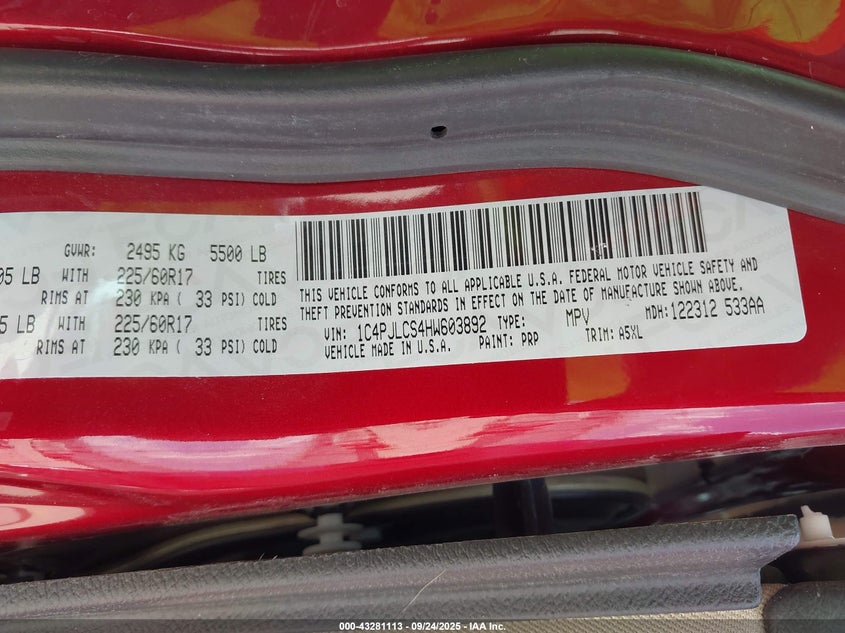 GVWR: 2495 KG 5500 LB
05 LB WITH 225/60R17 TIRES
RIMS AT 230 KPA ( 33 PSI) COLD
5 LB WITH 225/60R17 TIRES
RIMS AT 230 KPA ( 33 PSI) COLD
THIS VEHICLE CONFORMS TO ALL APPLICABLE U.S.A. FEDERAL MOTOR VEHICLE SAFETY AND
THEFT PREVENTION STANDARDS IN EFFECT ON THE DATE OF MANUFACTURE SHOWN ABOVE.
VIN: 1C4PJLCS4HW603892 TYPE: MPV MDH: 122312 533AA
VEHICLE MADE IN U.S.A. PAINT: PRP TRIM: A5XL
000-43281113 - 09/24/2025 - IAA Inc.